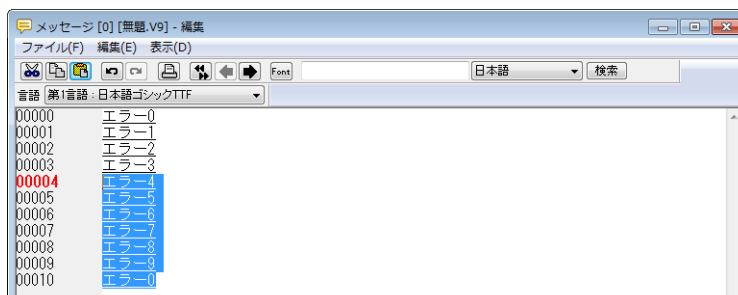 メッセージ [0] [無題.V9] - 編集
ファイル(F) 編集(E) 表示(D)
Font 日本語 検索
言語 第1言語：日本語ゴシックTTF
00000 エラー0
00001 エラー1
00002 エラー2
00003 エラー3
00004 エラー4
00005 エラー5
00006 エラー6
00007 エラー7
00008 エラー8
00009 エラー9
00010 エラー0